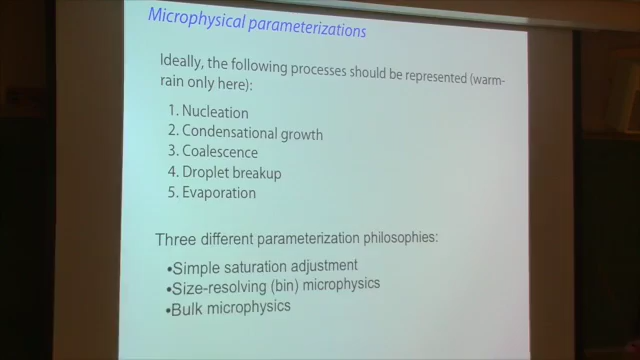 Microphysical parameterizations
Ideally, the following processes should be represented (warm-
rain only here):
1. Nucleation
2. Condensational growth
3. Coalescence
4. Droplet breakup
5. Evaporation
Three different parameterization philosophies:
•Simple saturation adjustment
•Size-resolving (bin) microphysics
•Bulk microphysics